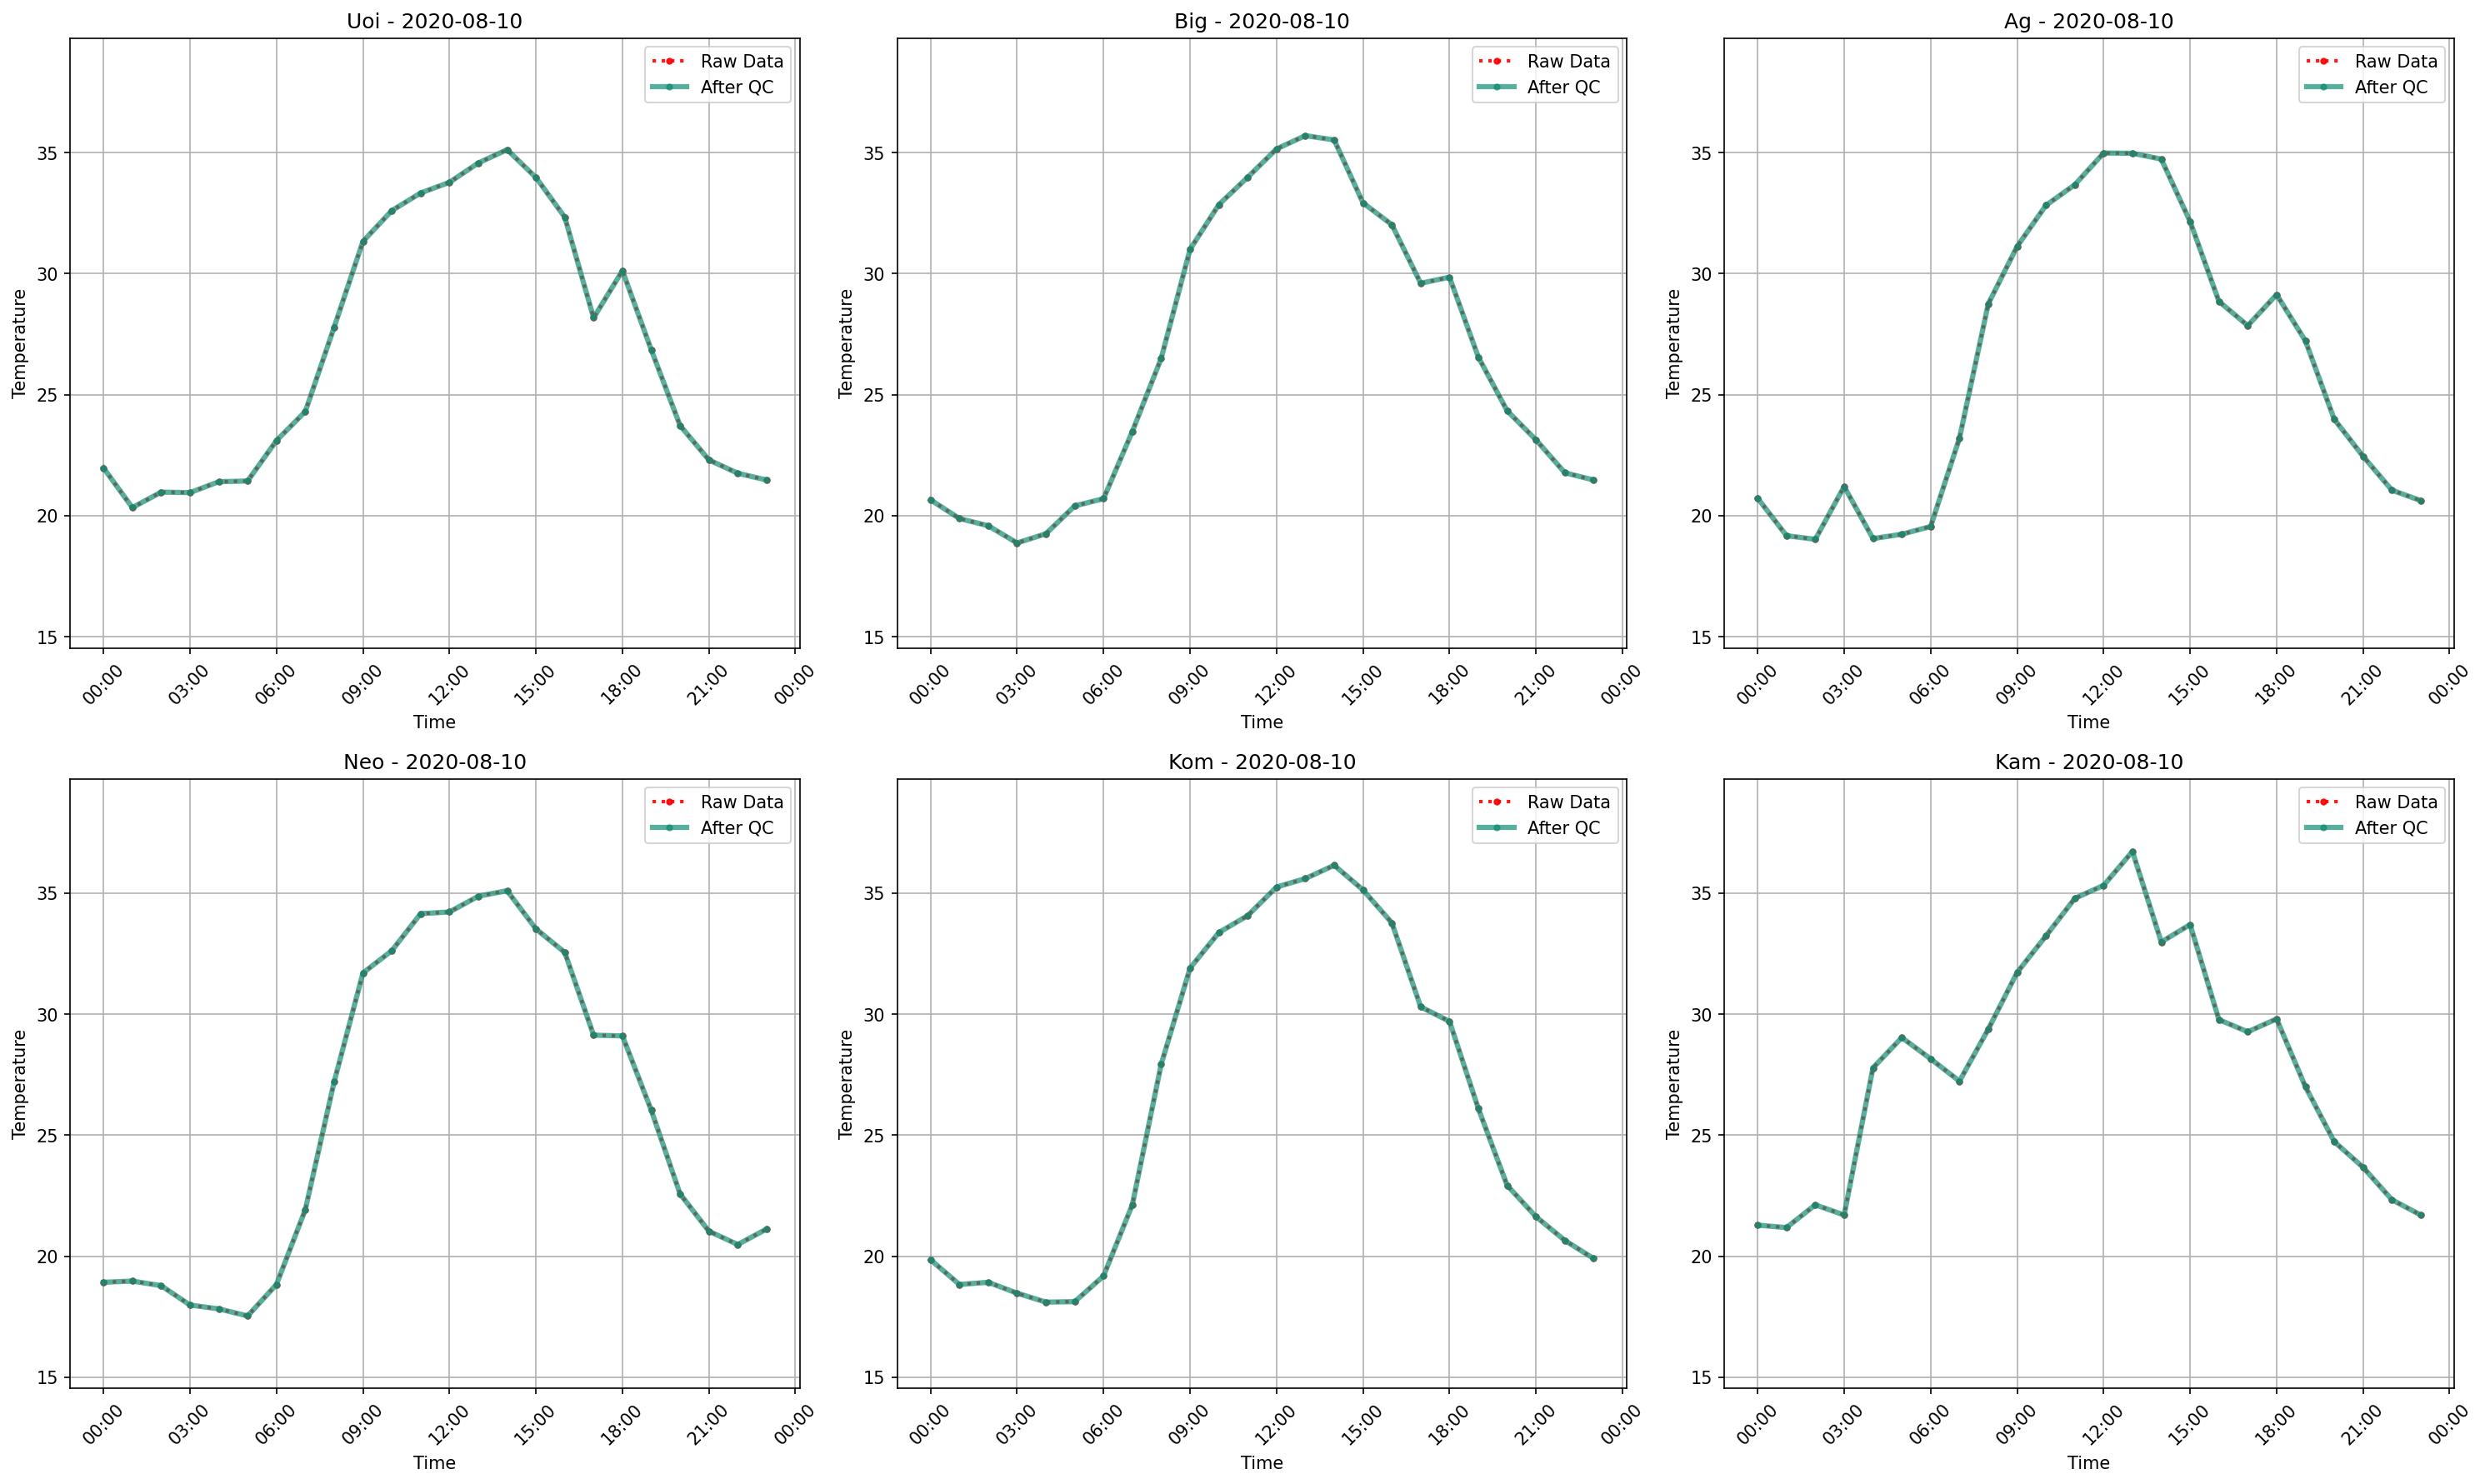 Uoi - 2020-08-10
Raw Data
After QC
Temperature
35
30
25
20
15
00:00
03:00
06:00
09:00
12:00
15:00
18:00
21:00
00:00
Time
Big - 2020-08-10
Raw Data
After QC
Temperature
35
30
25
20
15
00:00
03:00
06:00
09:00
12:00
15:00
18:00
21:00
00:00
Time
Ag - 2020-08-10
Raw Data
After QC
Temperature
35
30
25
20
15
00:00
03:00
06:00
09:00
12:00
15:00
18:00
21:00
00:00
Time
Neo - 2020-08-10
Raw Data
After QC
Temperature
35
30
25
20
15
00:00
03:00
06:00
09:00
12:00
15:00
18:00
21:00
00:00
Time
Kom - 2020-08-10
Raw Data
After QC
Temperature
35
30
25
20
15
00:00
03:00
06:00
09:00
12:00
15:00
18:00
21:00
00:00
Time
Kam - 2020-08-10
Raw Data
After QC
Temperature
35
30
25
20
15
00:00
03:00
06:00
09:00
12:00
15:00
18:00
21:00
00:00
Time